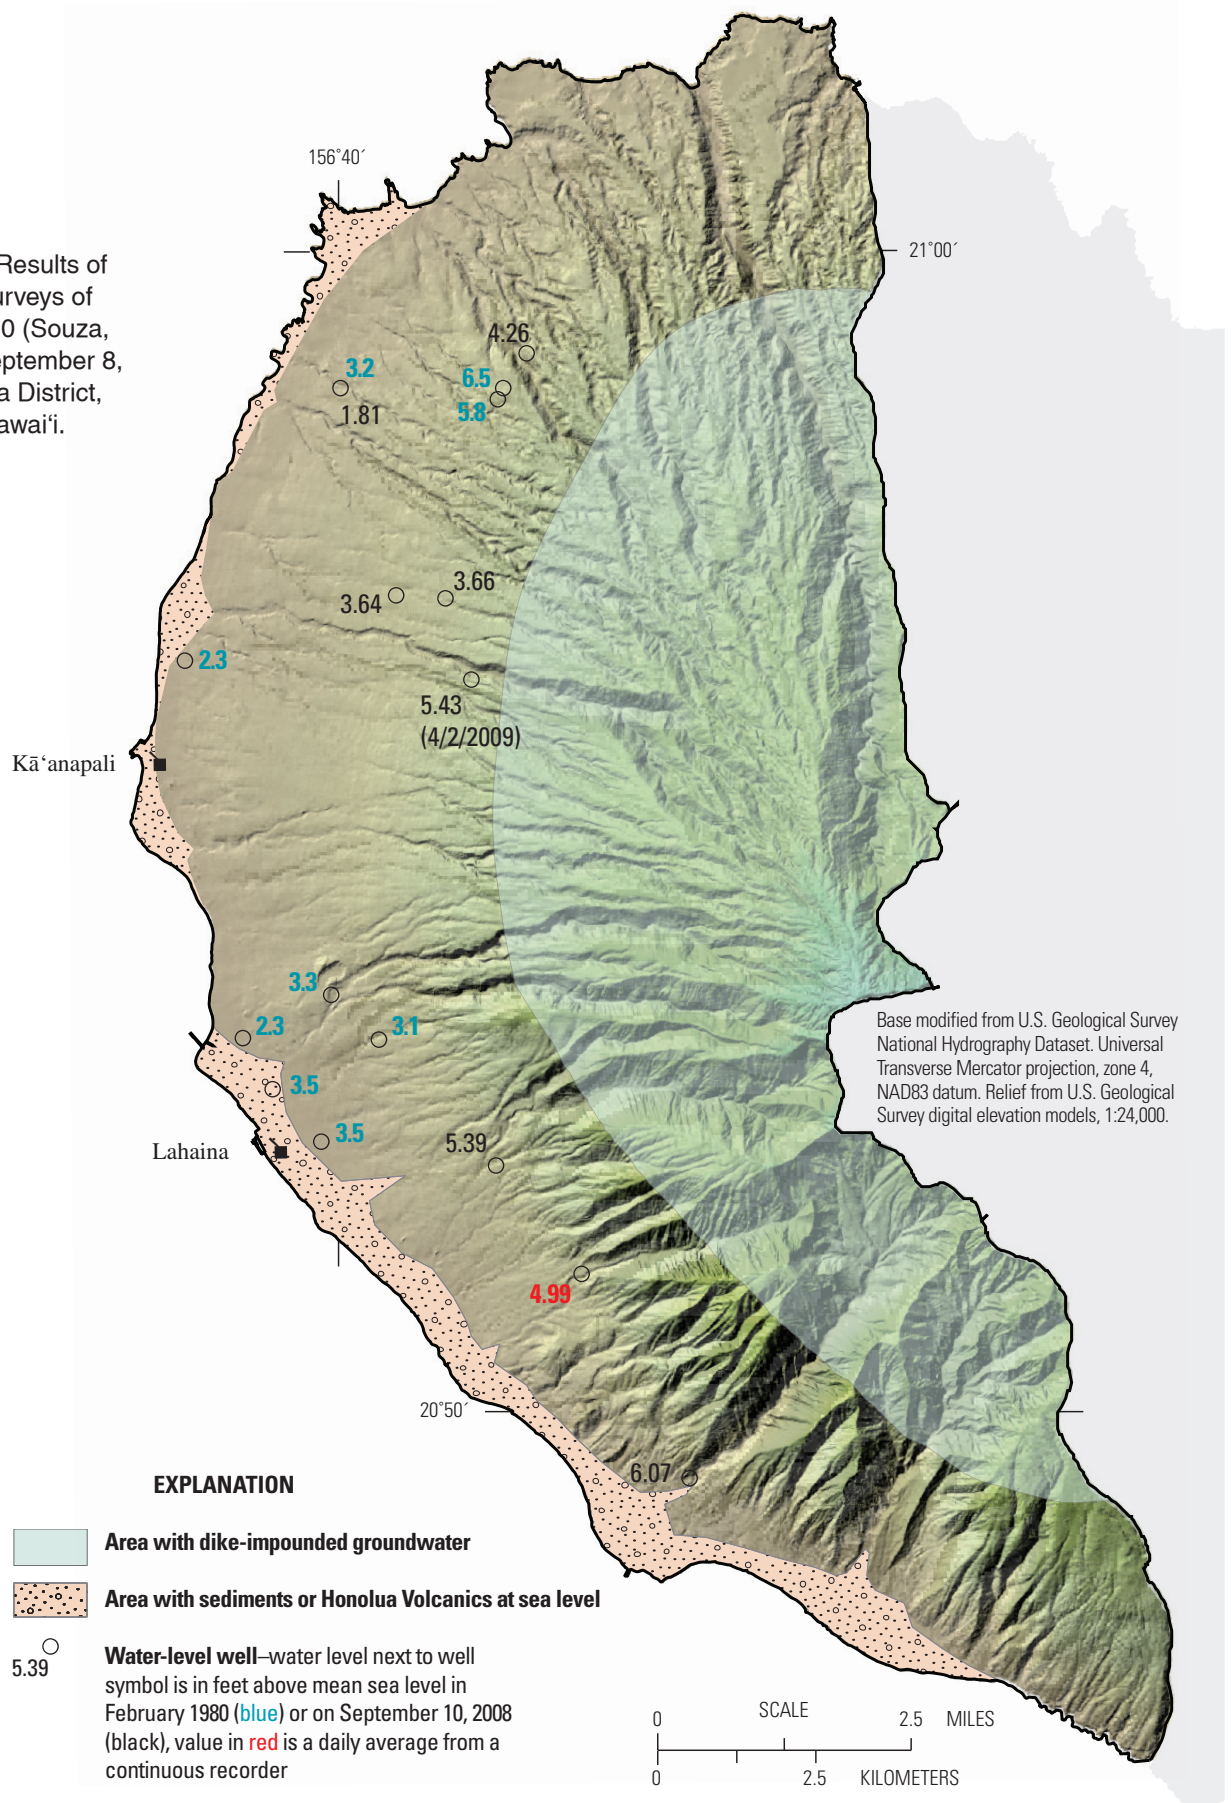 156°40´
Results of
urveys of
0 (Souza,
eptember 8,
a District,
awai‘i.
21°00´
4.26
3.2
6.5
5.8
1.81
3.66
3.64
2.3
5.43
(4/2/2009)
Kā‘anapali
3.3
2.3
3.1
3.5
3.5
5.39
Lahaina
Base modified from U.S. Geological Survey
National Hydrography Dataset. Universal
Transverse Mercator projection, zone 4,
NAD83 datum. Relief from U.S. Geological
Survey digital elevation models, 1:24,000.
4.99
20°50´
6.07
EXPLANATION
Area with dike-impounded groundwater
Area with sediments or Honolua Volcanics at sea level
5.39
Water-level well–water level next to well
symbol is in feet above mean sea level in
February 1980 (blue) or on September 10, 2008
(black), value in red is a daily average from a
continuous recorder
SCALE
0 2.5 MILES
0 2.5 KILOMETERS